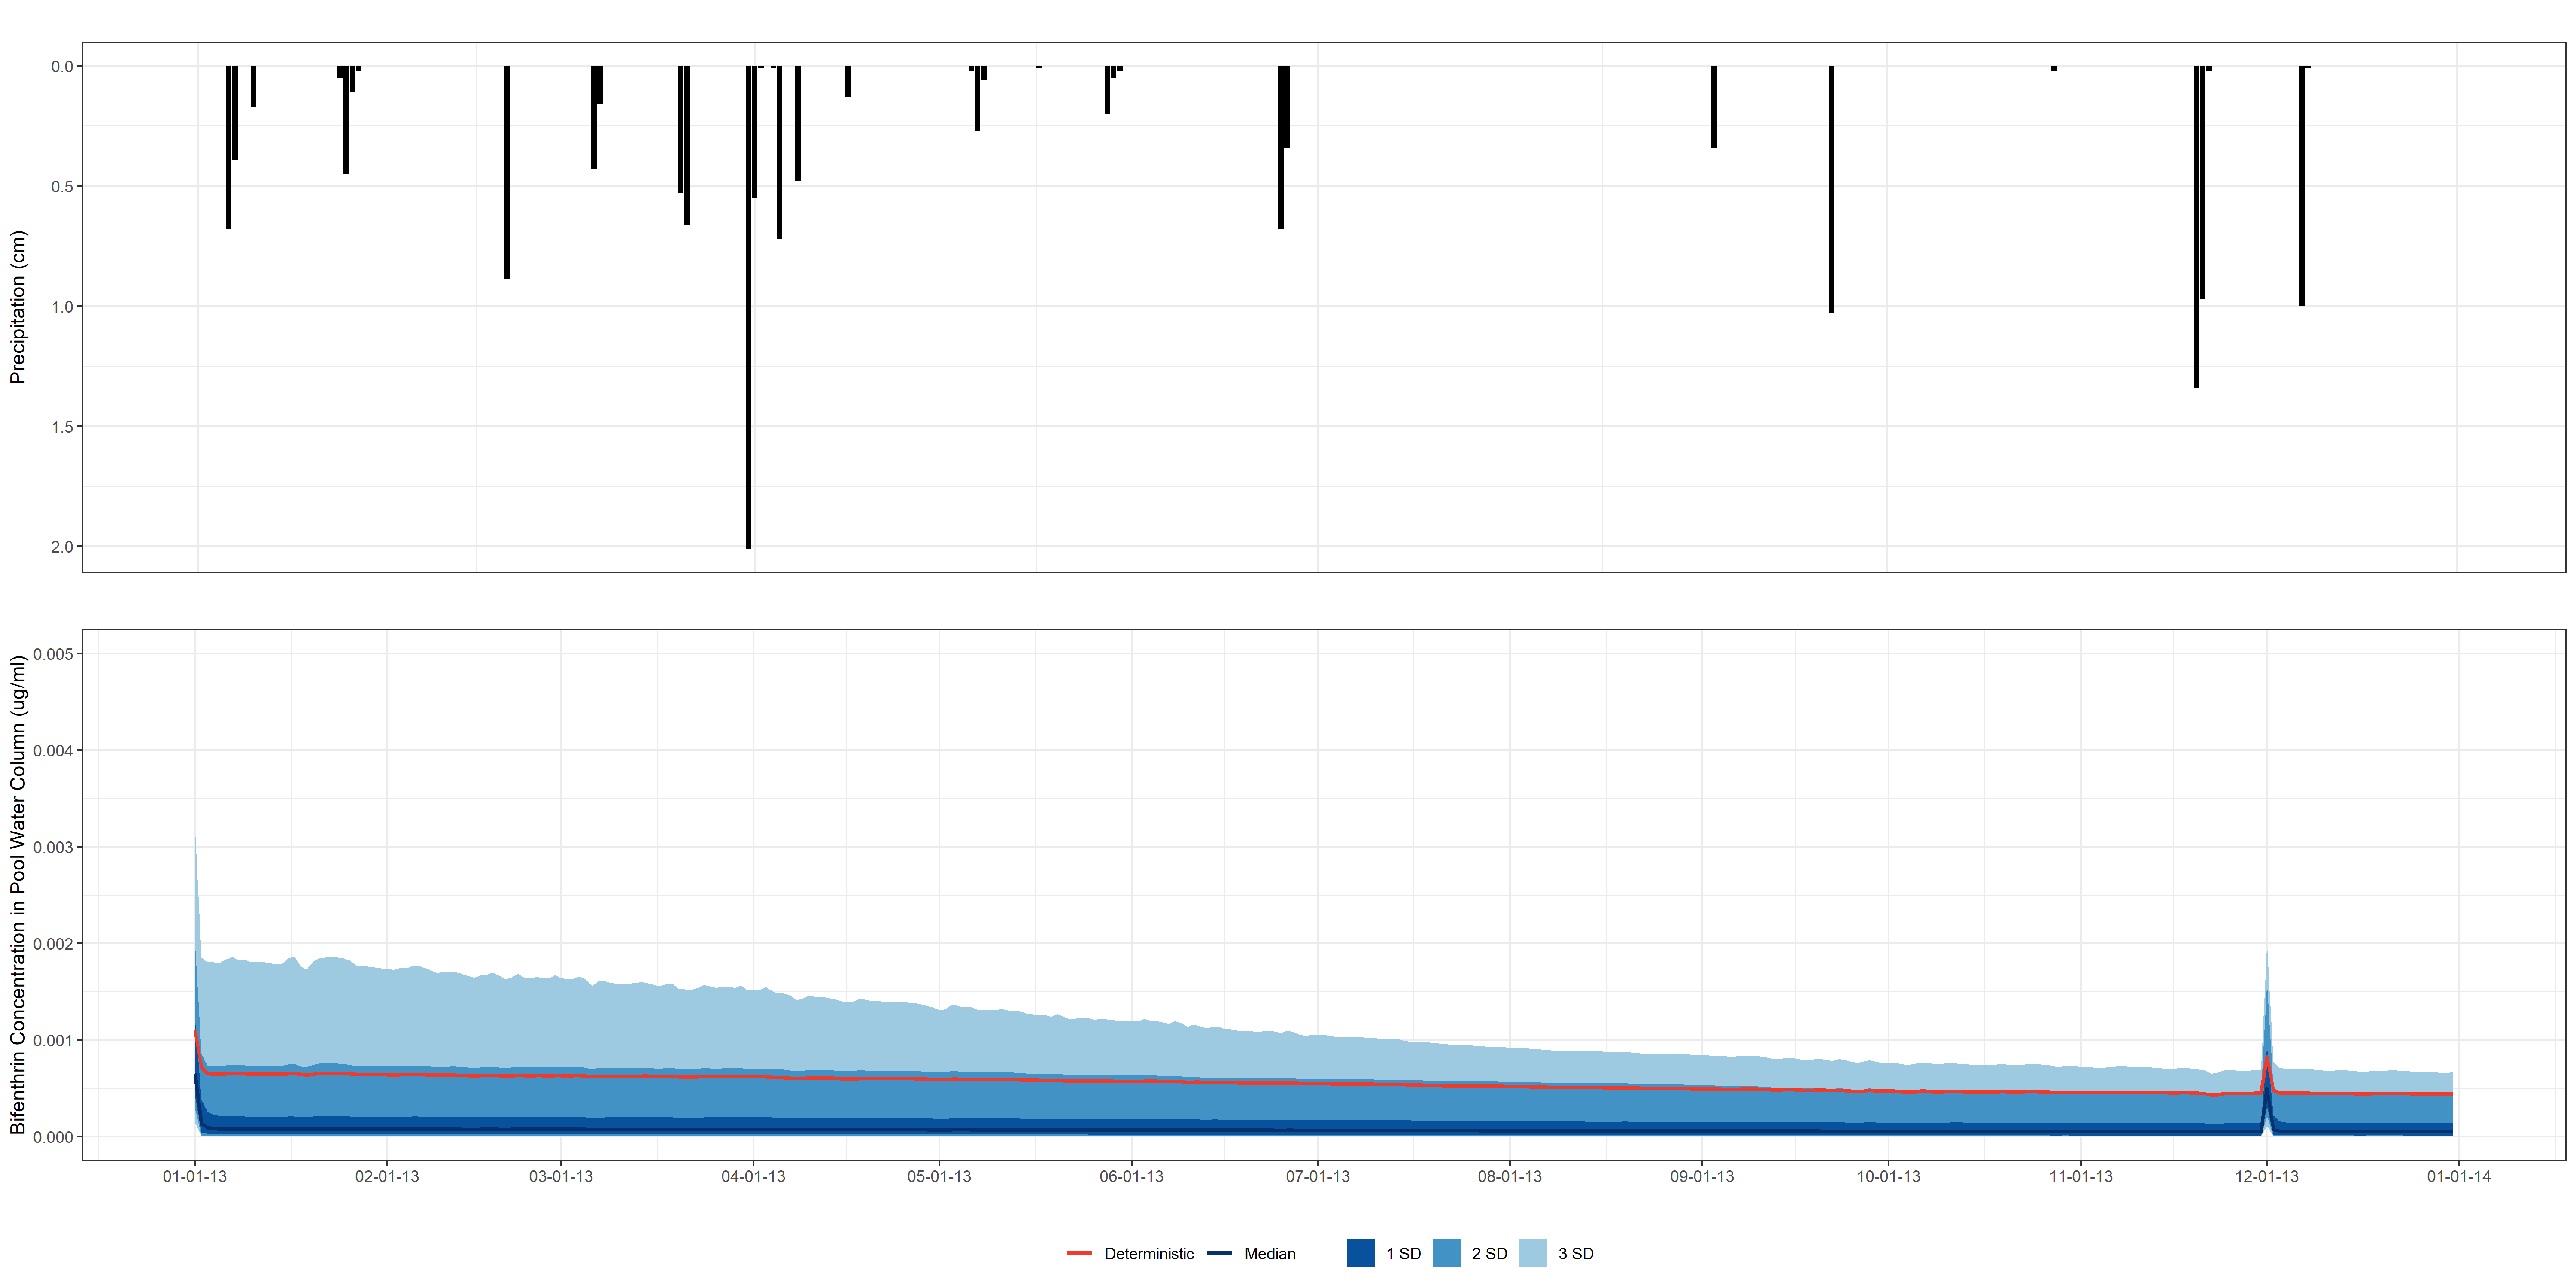 Precipitation (cm)
0.0
0.5
1.0
1.5
2.0
Bifenthrin Concentration in Pool Water Column (ug/ml)
0.005
0.004
0.003
0.002
0.001
0.000
01-01-13 02-01-13 03-01-13 04-01-13 05-01-13 06-01-13 07-01-13 08-01-13 09-01-13 10-01-13 11-01-13 12-01-13 01-01-14
Deterministic Median 1 SD 2 SD 3 SD